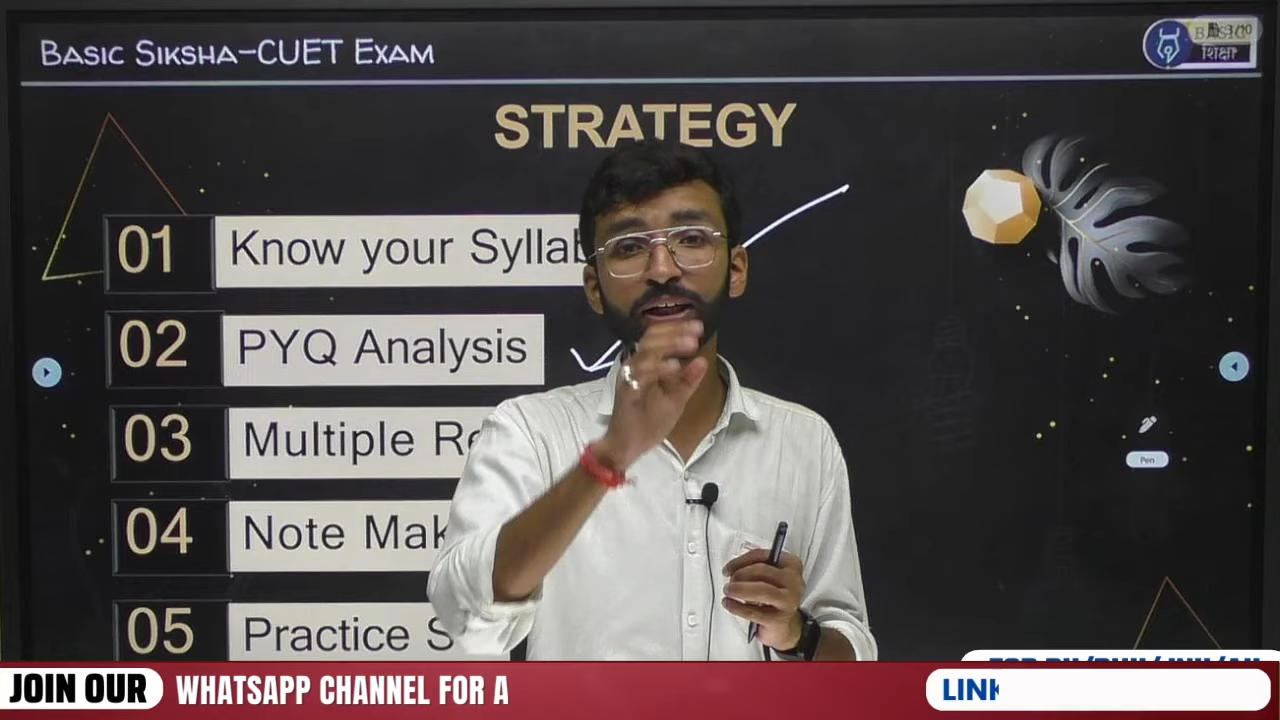 BASIC SIKSHA-CUET EXAM
BASIC
शिक्षा
STRATEGY
01 Know your Syllab
02 PYQ Analysis
03 Multiple Re
04 Note Mak
05 Practice S
Pen
JOIN OUR WHATSAPP CHANNEL FOR A
LINK